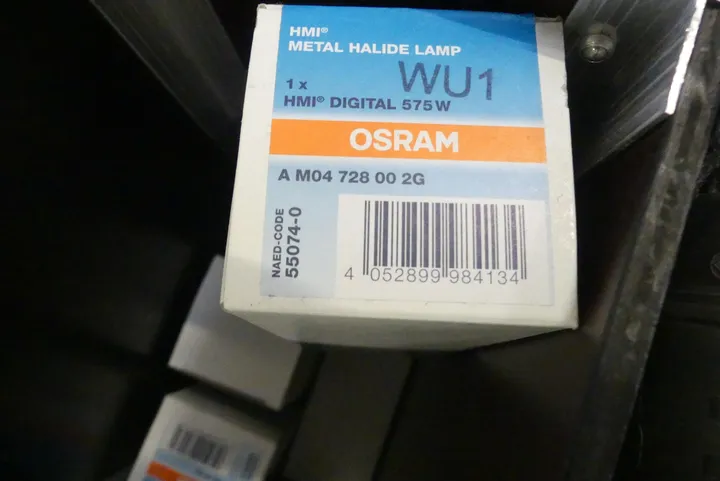 HMI®
METAL HALIDE LAMP
WU1
1 x
HMI® DIGITAL 575 W
OSRAM
A M04 728 00 2G
NAED-CODE
55074-0
4 052899 984134